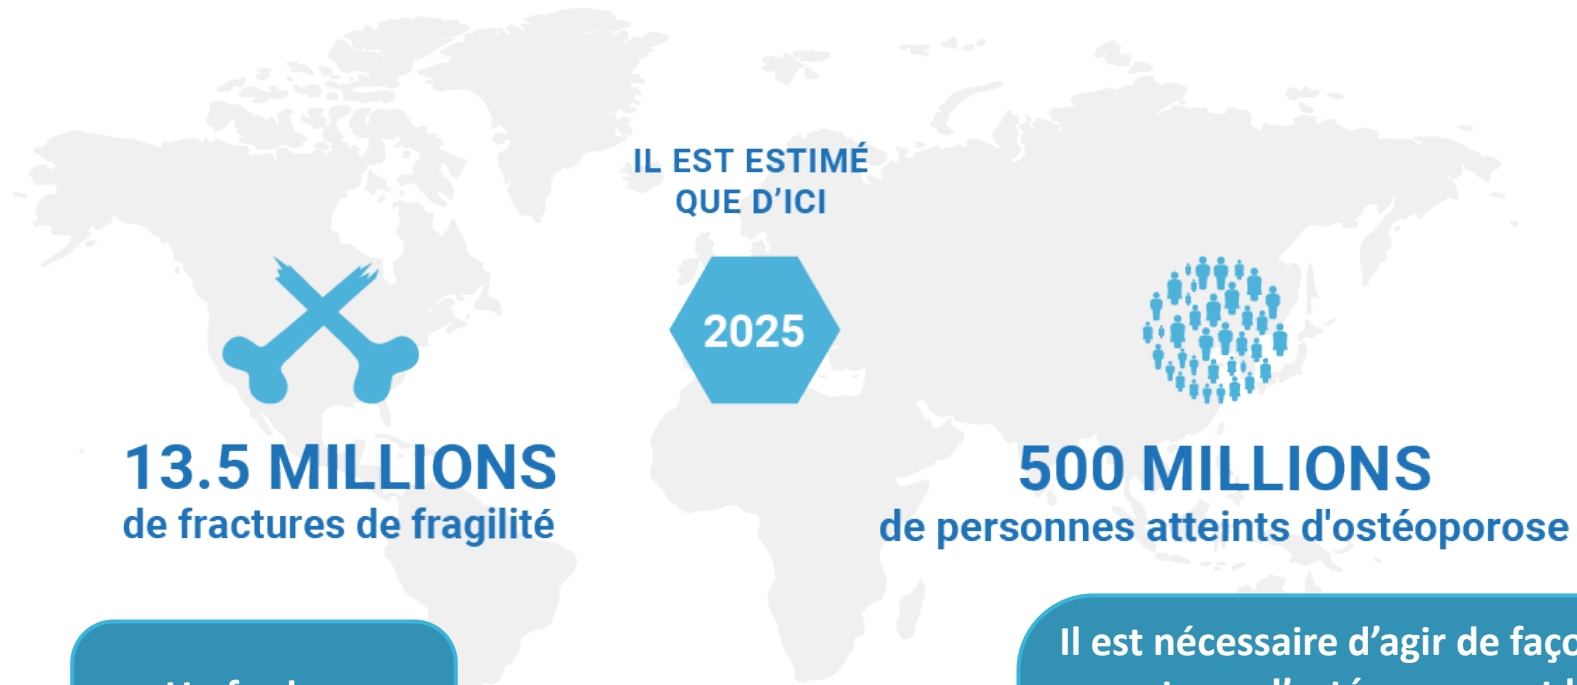 IL EST ESTIMÉ
QUE D'ICI
2025
13.5 MILLIONS
de fractures de fragilité
500 MILLIONS
de personnes atteints d'ostéoporose
Il est nécessaire d'agir de